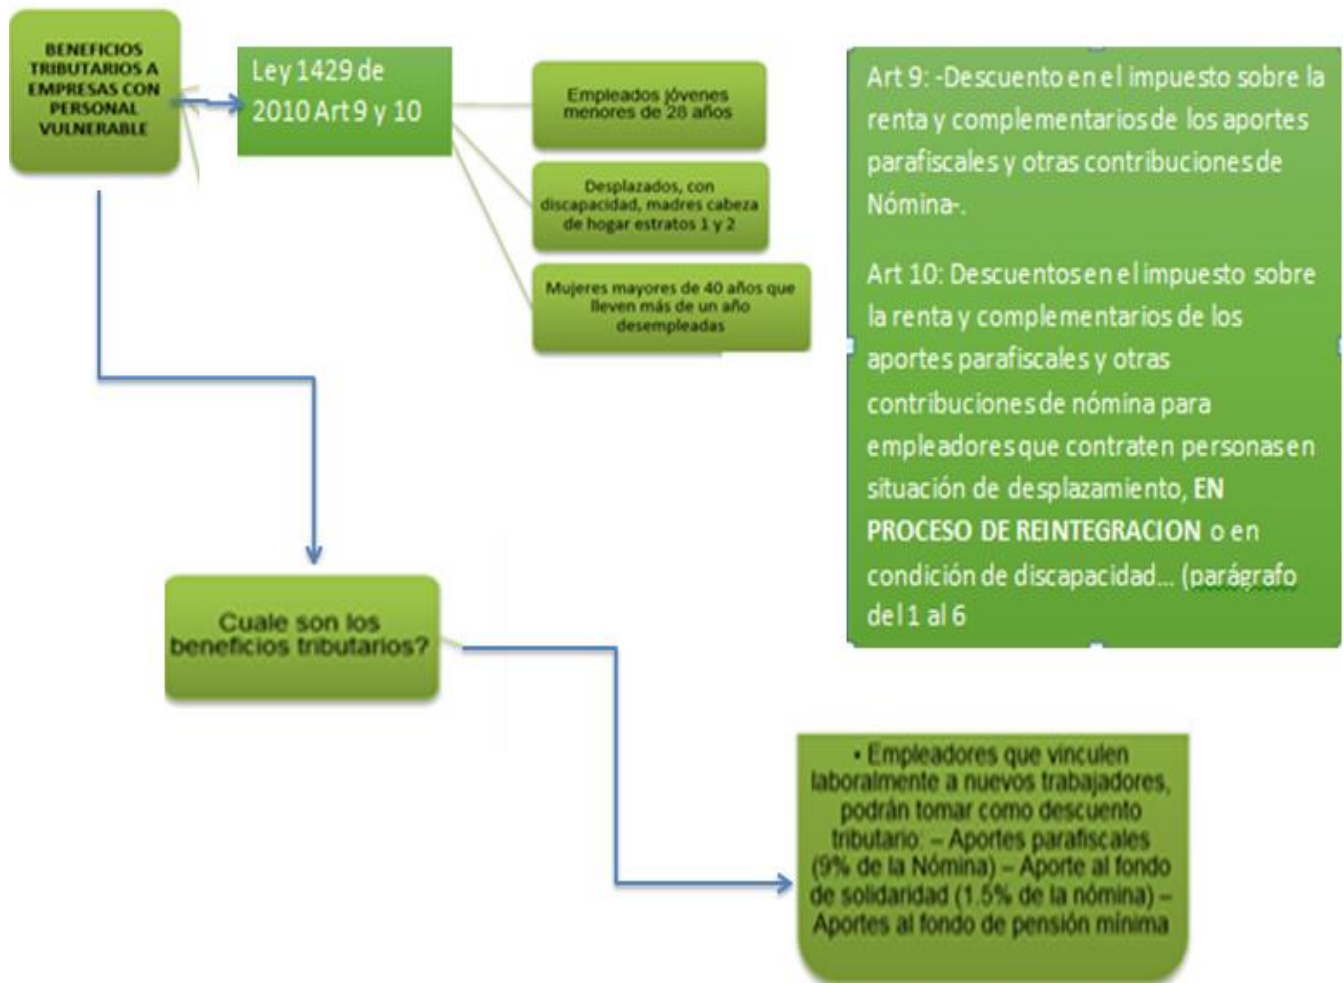 BENEFICIOS
TRIBUTARIOS A
EMPRESAS CON
PERSONAL
VULNERABLE
Ley 1429 de
2010 Art 9 y 10
Empleados jóvenes
menores de 28 años
Desplazados, con
discapacidad, madres cabeza
de hogar estratos 1 y 2
Mujeres mayores de 40 años que
lleven más de un año
desempleadas
Art 9: -Descuento en el impuesto sobre la
renta y complementarios de los aportes
parafiscales y otras contribuciones de
Nómina-.
Art 10: Descuentos en el impuesto sobre
la renta y complementarios de los
aportes parafiscales y otras
contribuciones de nómina para
empleadores que contraten personas en
situación de desplazamiento, EN
PROCESO DE REINTEGRACION o en
condición de discapacidad... (parágrafo
del 1 al 6
Cuale son los
beneficios tributarios?
• Empleadores que vinculen
laboralmente a nuevos trabajadores,
podrán tomar como descuento
tributario: – Aportes parafiscales
(9% de la Nómina) – Aporte al fondo
de solidaridad (1.5% de la nómina) –
Aportes al fondo de pensión mínima